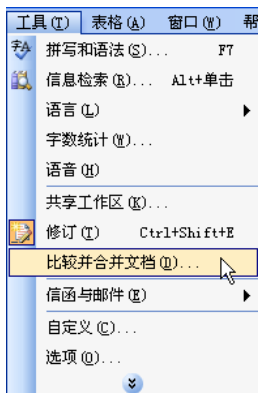 工具(T) 表格(A) 窗口(W) 帮
拼写和语法(S)... F7
信息检索(R)... Alt+单击
语言(L)
字数统计(W)...
语音(H)
共享工作区(K)...
修订(T) Ctrl+Shift+E
比较并合并文档(D)...
信函与邮件(E)
自定义(C)...
选项(O)...